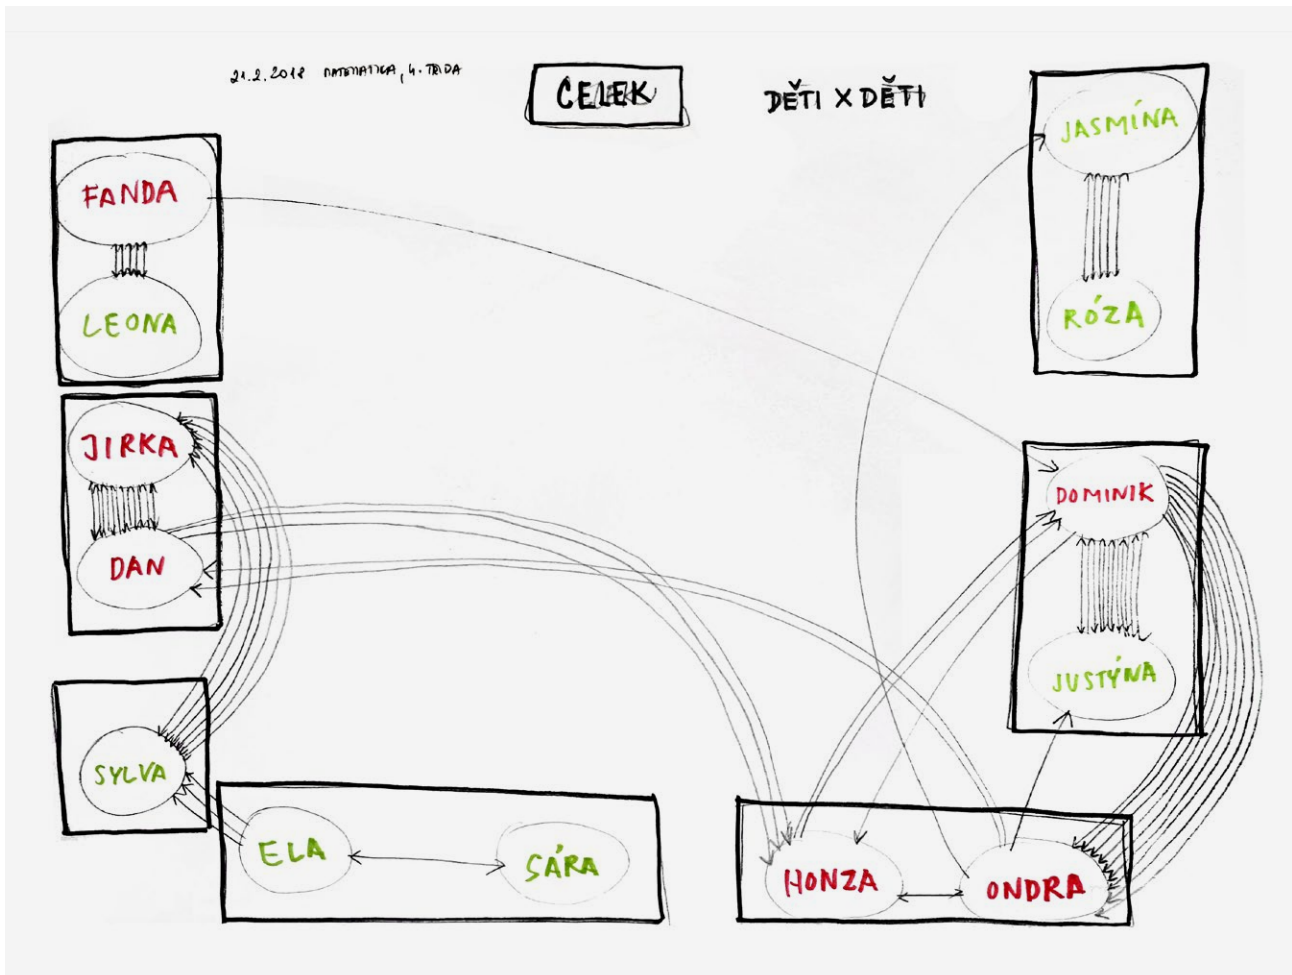 21.2.2018 MATEMATIKA, 4. TŘÍDA
CELEK
DĚTI X DĚTI
JASMÍNA
FANDA
RÓZA
LEONA
JIRKA
DOMINIK
DAN
JUSTÝNA
SYLVA
ELA
SÁRA
HONZA
ONDRA